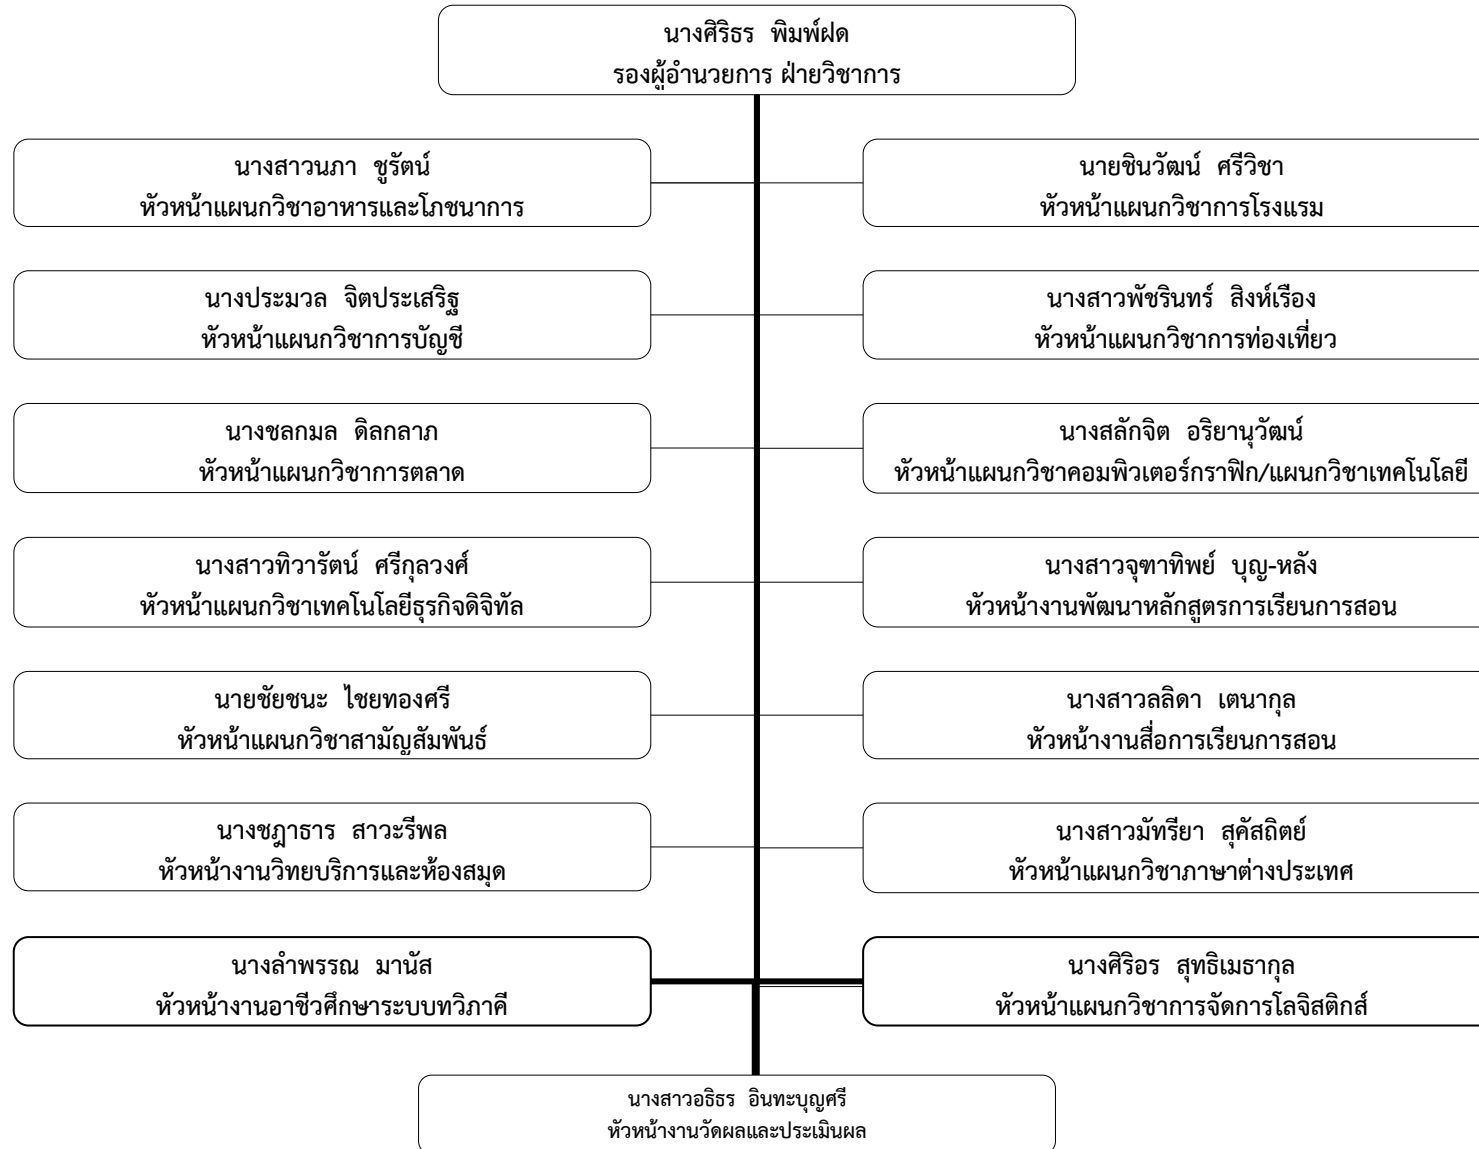 นางศิริธร พิมพ์ฝด
รองผู้อำนวยการ ฝ่ายวิชาการ
นางสาวนภา ชูรัตน์
หัวหน้าแผนกวิชาอาหารและโภชนาการ
นายชินวัฒน์ ศรีวิชา
หัวหน้าแผนกวิชาการโรงแรม
นางประมวล จิตประเสริฐ
หัวหน้าแผนกวิชาการบัญชี
นางสาวพัชรินทร์ สิงห์เรือง
หัวหน้าแผนกวิชาการท่องเที่ยว
นางชลกมล ดิลกลาภ
หัวหน้าแผนกวิชาการตลาด
นางสลักจิต อริยานุวัฒน์
หัวหน้าแผนกวิชาคอมพิวเตอร์กราฟิก/แผนกวิชาเทคโนโลยี
นางสาวทิวารัตน์ ศรีกุลวงศ์
หัวหน้าแผนกวิชาเทคโนโลยีธุรกิจดิจิทัล
นางสาวจุฑาทิพย์ บุญ-หลัง
หัวหน้างานพัฒนาหลักสูตรการเรียนการสอน
นายชัยชนะ ไชยทองศรี
หัวหน้าแผนกวิชาสามัญสัมพันธ์
นางสาวลลิดา เตนากุล
หัวหน้างานสื่อการเรียนการสอน
นางชฎาธาร สาวะรีพล
หัวหน้างานวิทยบริการและห้องสมุด
นางสาวมัทรียา สุคัสถิตย์
หัวหน้าแผนกวิชาภาษาต่างประเทศ
นางลำพรรณ มานัส
หัวหน้างานอาชีวศึกษาระบบทวิภาคี
นางศิริอร สุทธิเมธากุล
หัวหน้าแผนกวิชาการจัดการโลจิสติกส์
นางสาวอธิธร อินทะบุญศรี
หัวหน้างานวัดผลและประเมินผล